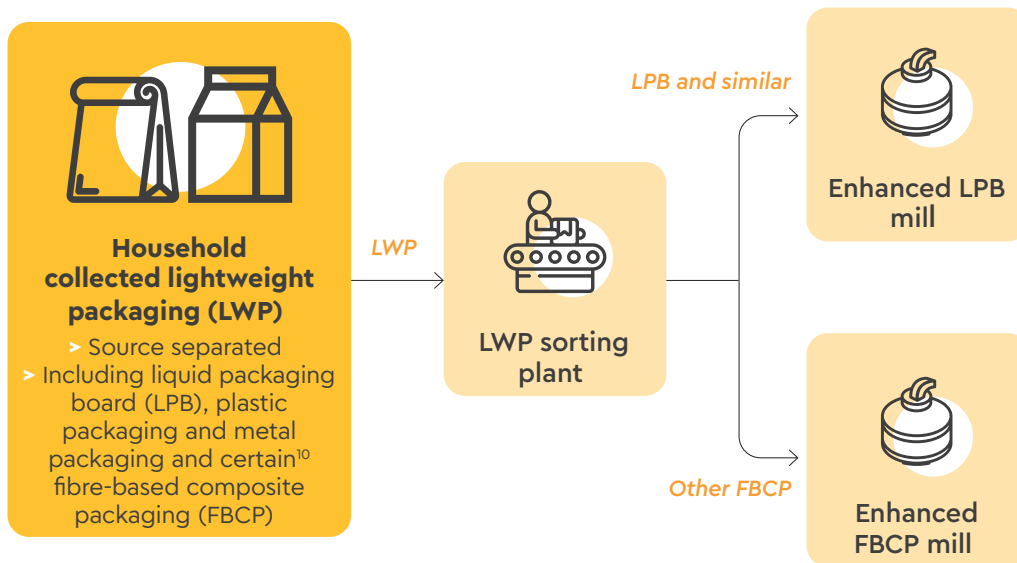 Household
collected lightweight
packaging (LWP)
> Source separated
> Including liquid packaging
board (LPB), plastic
packaging and metal
packaging and certain¹⁰
fibre-based composite
packaging (FBCP)
LWP
LWP sorting
plant
LPB and similar
Enhanced LPB
mill
Other FBCP
Enhanced
FBCP mill